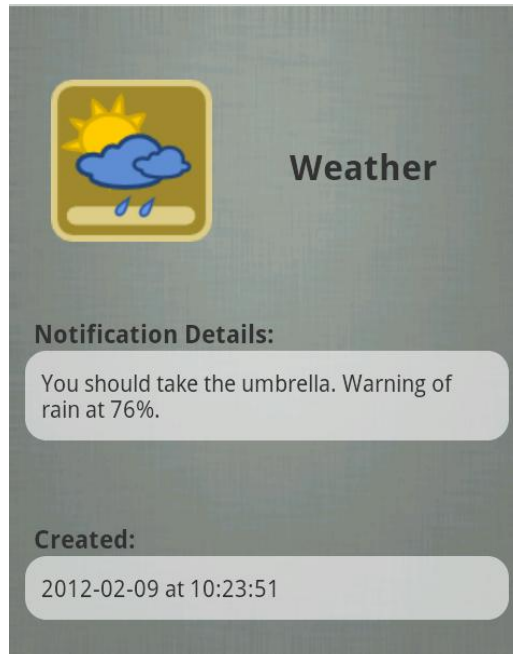 Weather
Notification Details:
You should take the umbrella. Warning of
rain at 76%.
Created:
2012-02-09 at 10:23:51